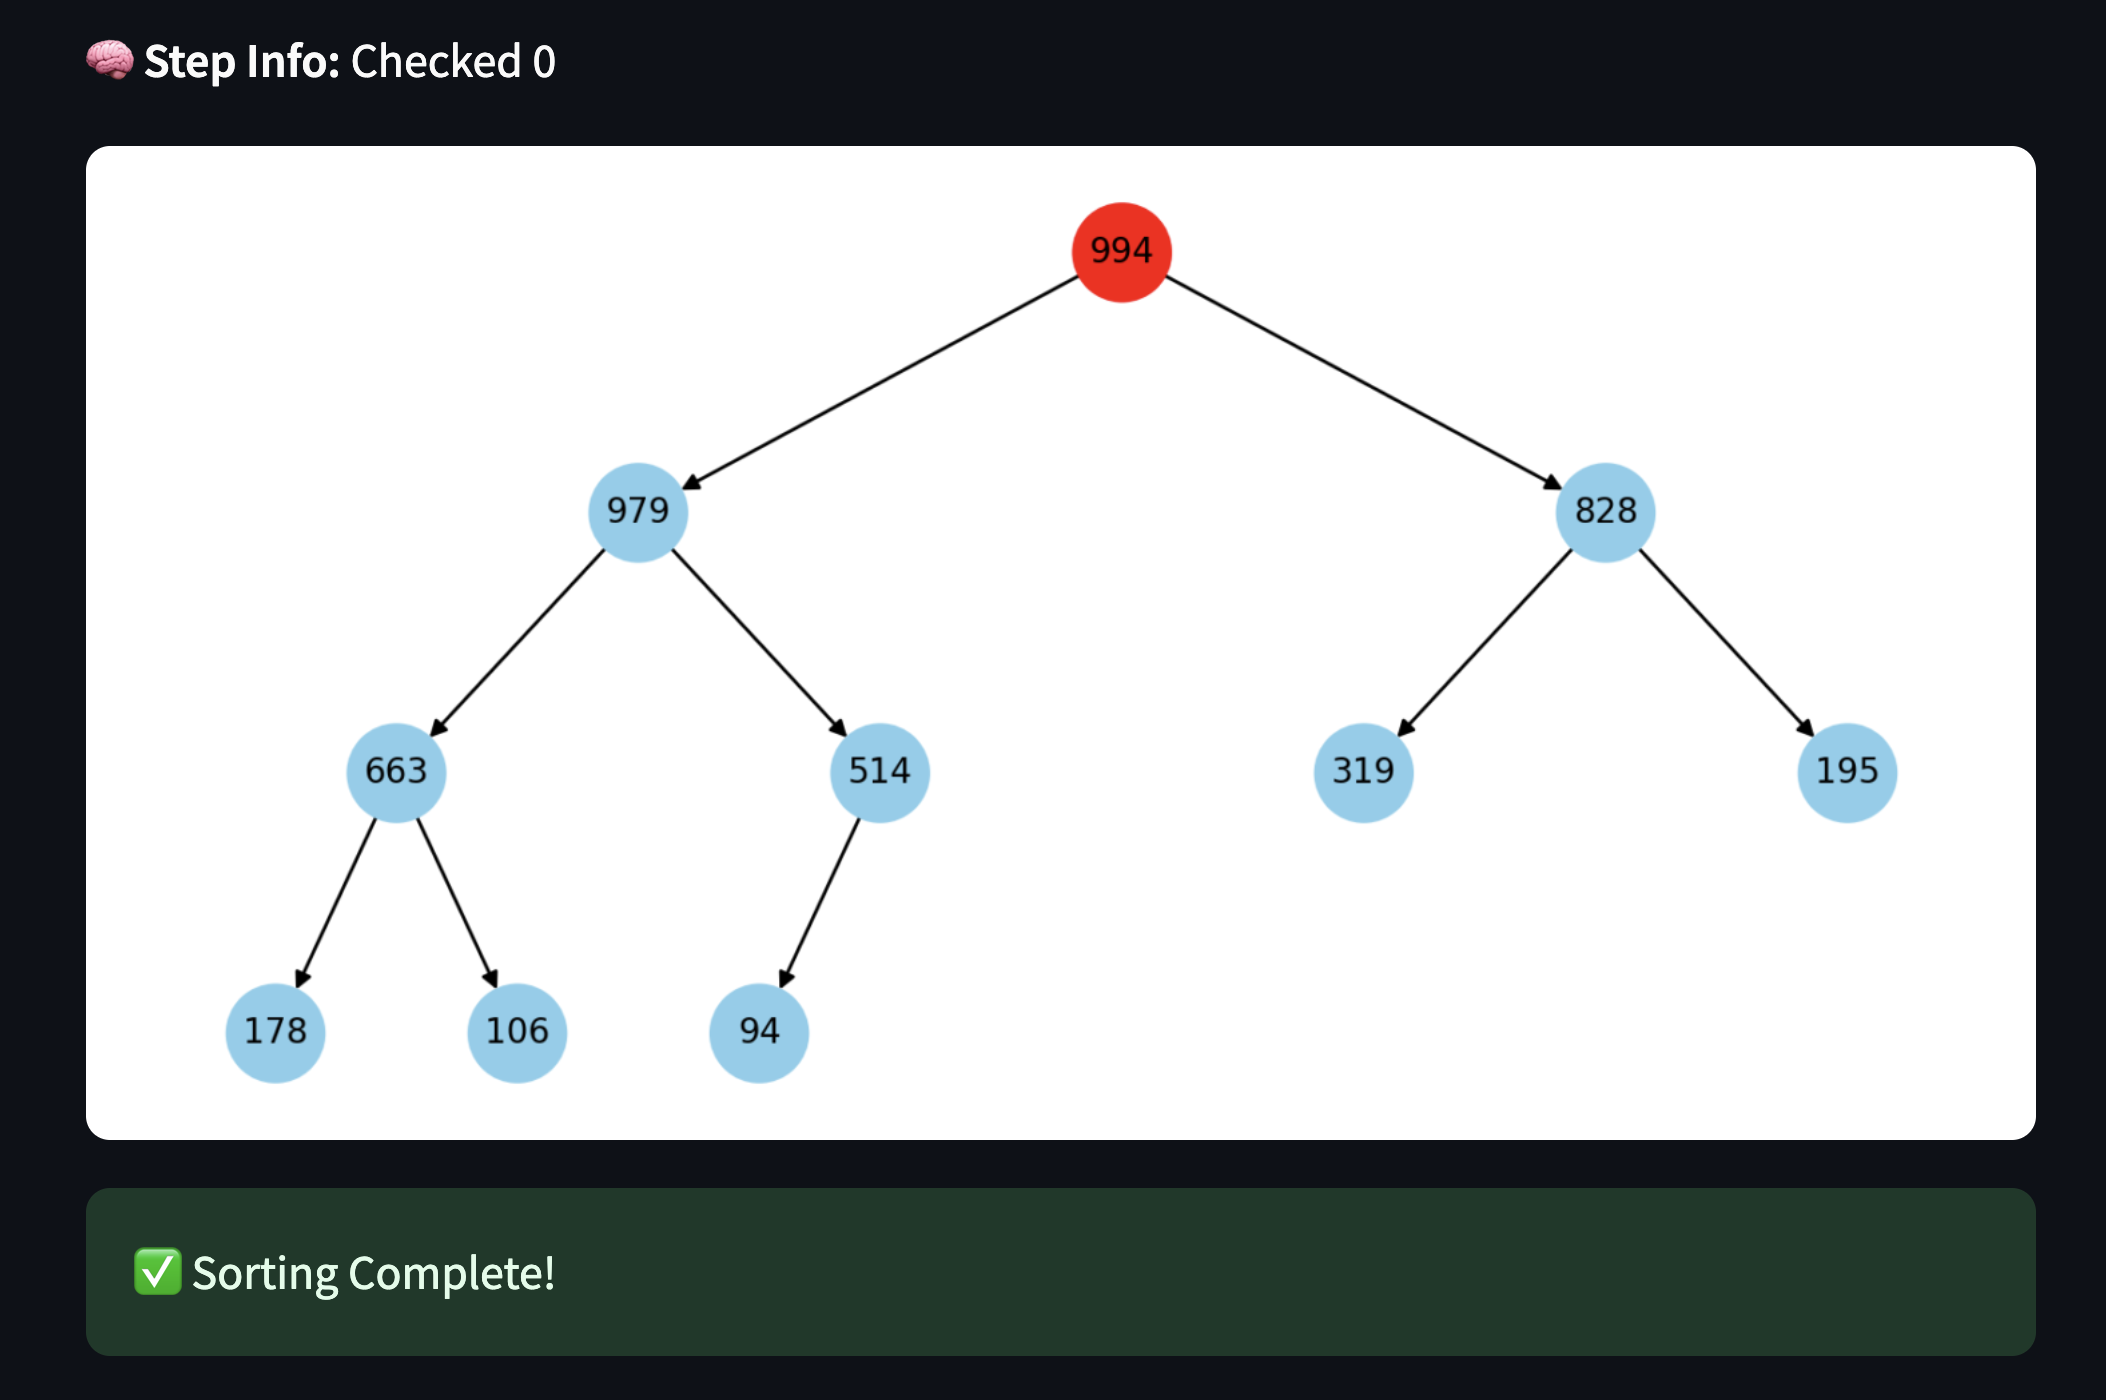 🧠 Step Info: Checked 0
994
979 828
663 514 319 195
178 106 94
✅ Sorting Complete!